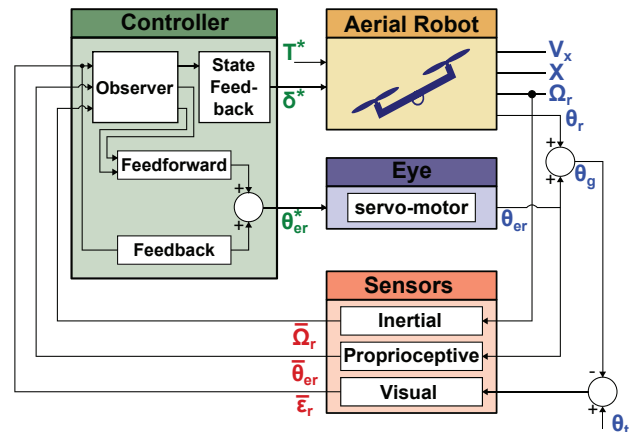 Controller
Observer
State
Feed-
back
Feedforward
+
+
Feedback
T*
δ̄*
θ*er
Aerial Robot
Vx
X
Ωr
θr
+
+
θg
Eye
servo-motor
θer
Sensors
Inertial
Proprioceptive
Visual
Ω̄r
θ̄er
ε̄r
-
+
θt